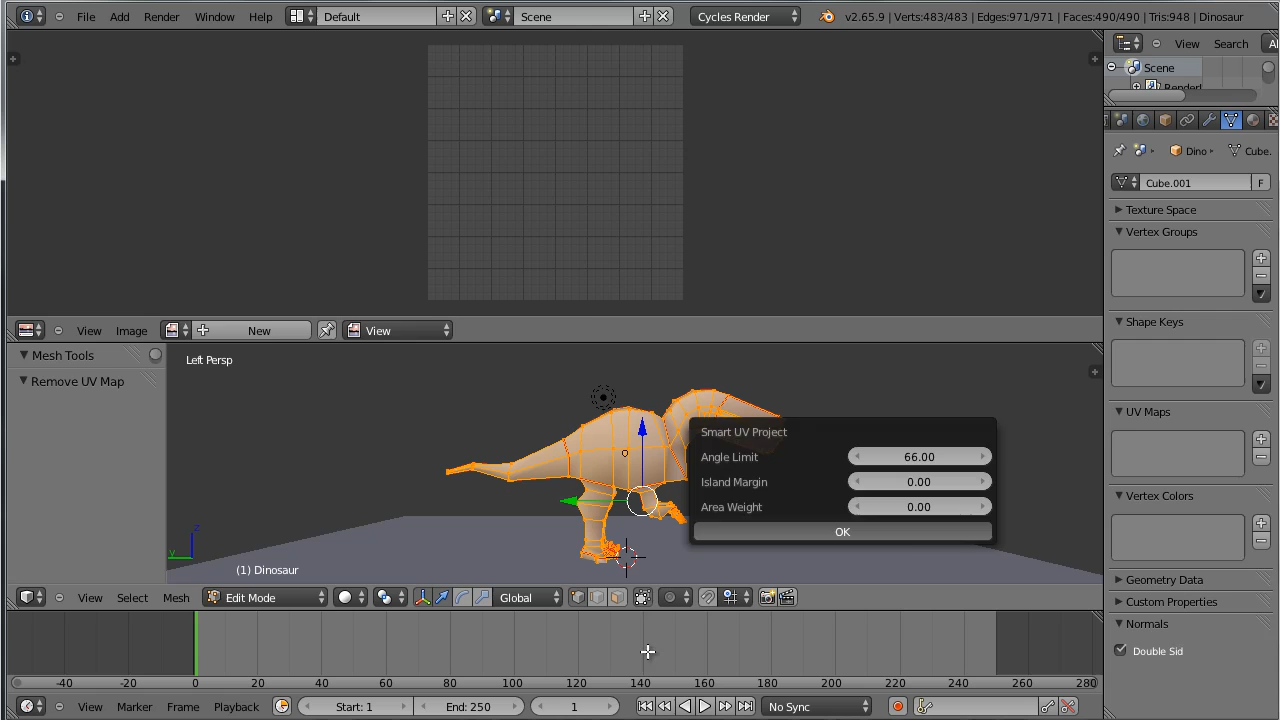 File Add Render Window Help Default Scene Cycles Render v2.65.9 | Verts:483/483 | Edges:971/971 | Faces:490/490 | Tris:948 | Dinosaur
View Search Al
Scene
Dino Cube.
Cube.001 F
Texture Space
Vertex Groups
Shape Keys
UV Maps
Vertex Colors
Geometry Data
Custom Properties
Normals
Double Sid
View Image New View
Mesh Tools
Remove UV Map
Left Persp
Smart UV Project
Angle Limit 66.00
Island Margin 0.00
Area Weight 0.00
OK
z
y
(1) Dinosaur
View Select Mesh Edit Mode Global
-40 -20 0 20 40 60 80 100 120 140 160 180 200 220 240 260 280
View Marker Frame Playback Start: 1 End: 250 1 No Sync